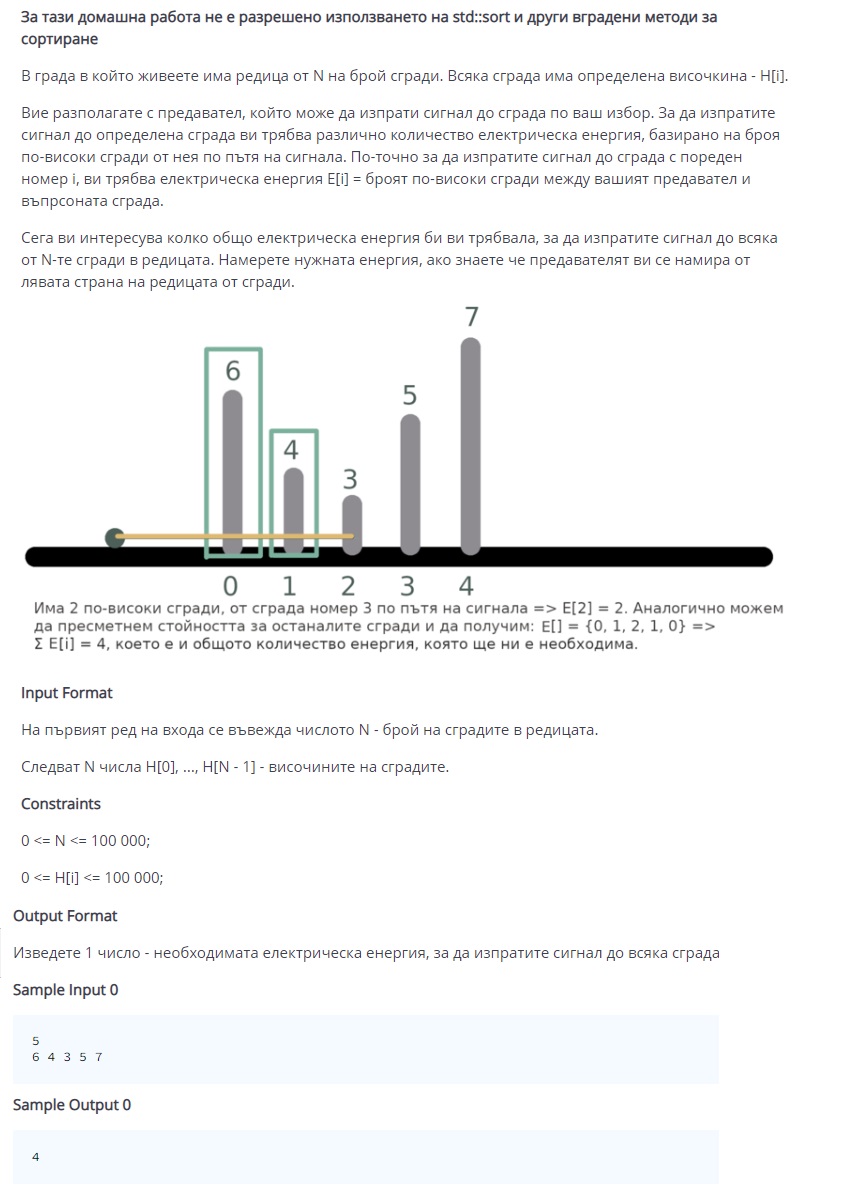 За тази домашна работа не е разрешено използването на std::sort и други вградени методи за
сортиране
В града в който живеете има редица от N на брой сгради. Всяка сграда има определена височкина - H[i].
Вие разполагате с предавател, който може да изпрати сигнал до сграда по ваш избор. За да изпратите
сигнал до определена сграда ви трябва различно количество електрическа енергия, базирано на броя
по-високи сгради от нея по пътя на сигнала. По-точно за да изпратите сигнал до сграда с пореден
номер i, ви трябва електрическа енергия E[i] = броят по-високи сгради между вашият предавател и
въпрсоната сграда.
Сега ви интересува колко общо електрическа енергия би ви трябвала, за да изпратите сигнал до всяка
от N-те сгради в редицата. Намерете нужната енергия, ако знаете че предавателят ви се намира от
лявата страна на редицата от сгради.
7
6
5
4
3
0 1 2 3 4
Има 2 по-високи сгради, от сграда номер 3 по пътя на сигнала => E[2] = 2. Аналогично можем
да пресметнем стойността за останалите сгради и да получим: E[] = {0, 1, 2, 1, 0} =>
Σ E[i] = 4, което е и общото количество енергия, която ще ни е необходима.
Input Format
На първият ред на входа се въвежда числото N - брой на сградите в редицата.
Следват N числа H[0], ..., H[N - 1] - височините на сградите.
Constraints
0 <= N <= 100 000;
0 <= H[i] <= 100 000;
Output Format
Изведете 1 число - необходимата електрическа енергия, за да изпратите сигнал до всяка сграда
Sample Input 0
5
6 4 3 5 7
Sample Output 0
4